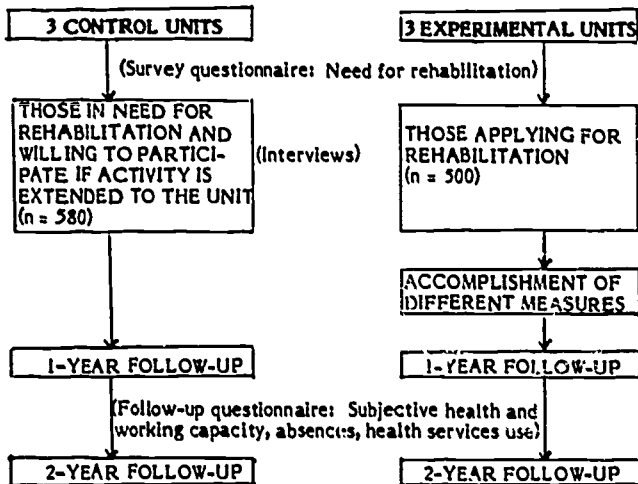 3 CONTROL UNITS
3 EXPERIMENTAL UNITS
(Survey questionnaire: Need for rehabilitation)
THOSE IN NEED FOR
REHABILITATION AND
WILLING TO PARTICI-
PATE IF ACTIVITY IS
EXTENDED TO THE UNIT
(n = 580)
(Interviews)
THOSE APPLYING FOR
REHABILITATION
(n = 500)
ACCOMPLISHMENT OF
DIFFERENT MEASURES
1-YEAR FOLLOW-UP
1-YEAR FOLLOW-UP
(Follow-up questionnaire: Subjective health and
working capacity, absences, health services use)
2-YEAR FOLLOW-UP
2-YEAR FOLLOW-UP